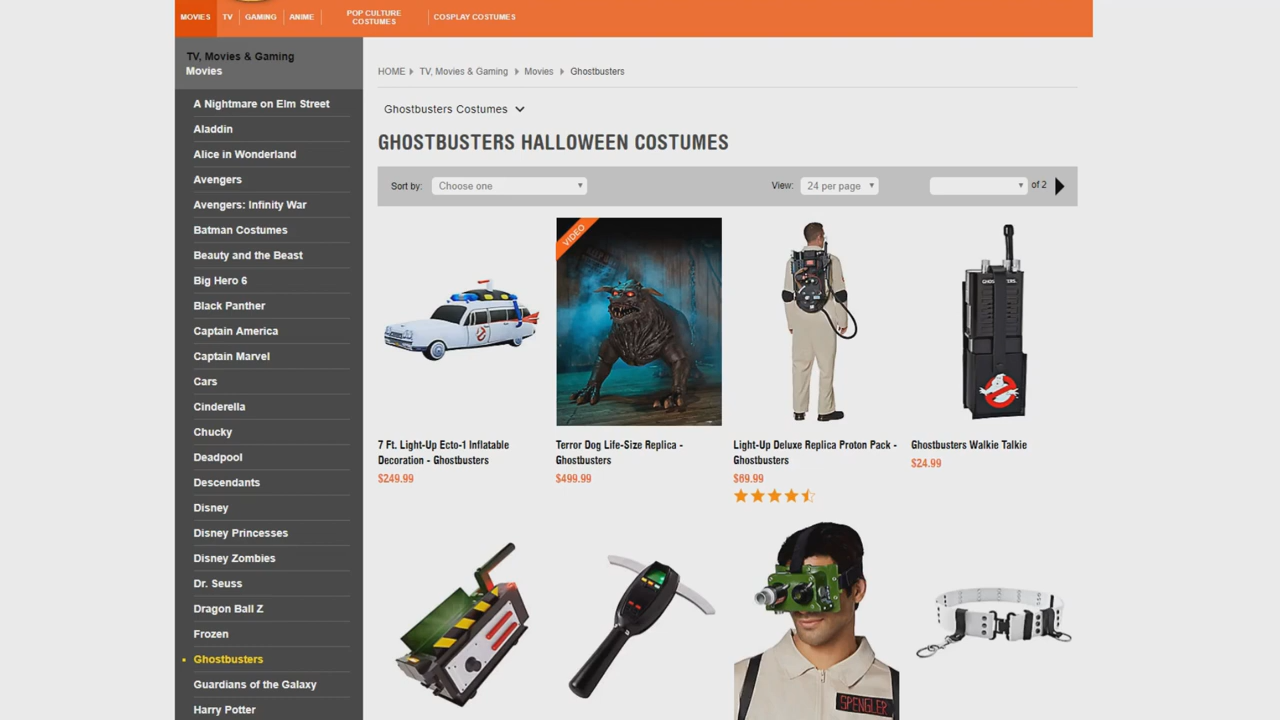 MOVIES TV GAMING ANIME POP CULTURE COSTUMES COSPLAY COSTUMES
TV, Movies & Gaming
Movies
A Nightmare on Elm Street
Aladdin
Alice in Wonderland
Avengers
Avengers: Infinity War
Batman Costumes
Beauty and the Beast
Big Hero 6
Black Panther
Captain America
Captain Marvel
Cars
Cinderella
Chucky
Deadpool
Descendants
Disney
Disney Princesses
Disney Zombies
Dr. Seuss
Dragon Ball Z
Frozen
Ghostbusters
Guardians of the Galaxy
Harry Potter
HOME TV, Movies & Gaming Movies Ghostbusters
Ghostbusters Costumes
GHOSTBUSTERS HALLOWEEN COSTUMES
Sort by: Choose one View: 24 per page of 2
VIDEO
7 Ft. Light-Up Ecto-1 Inflatable
Decoration - Ghostbusters
$249.99
Terror Dog Life-Size Replica -
Ghostbusters
$499.99
Light-Up Deluxe Replica Proton Pack -
Ghostbusters
$69.99
Ghostbusters Walkie Talkie
$24.99
SPENGLER